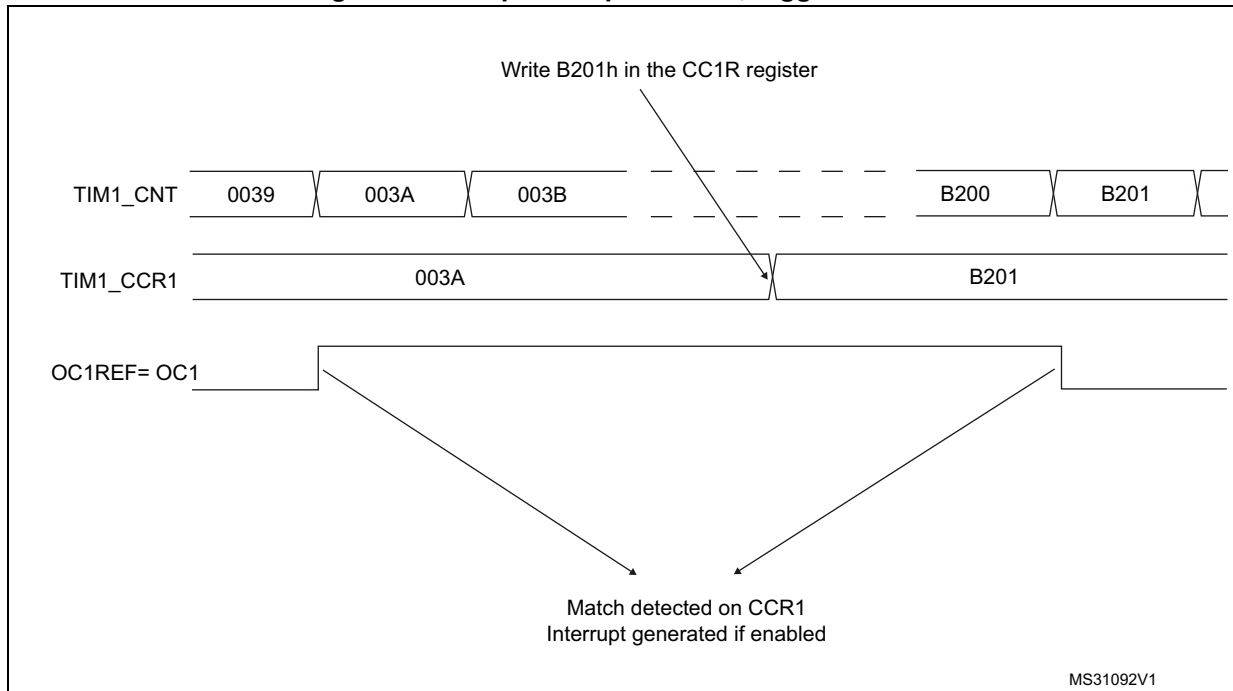 Write B201h in the CC1R register
TIM1_CNT 0039 003A 003B B200 B201
TIM1_CCR1 003A B201
OC1REF= OC1
Match detected on CCR1
Interrupt generated if enabled
MS31092V1